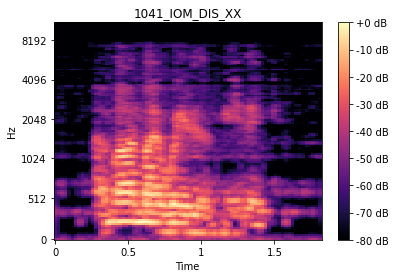 1041_IOM_DIS_XX
+0 dB
8192
-10 dB
4096
-20 dB
-30 dB
2048
Hz
-40 dB
1024
-50 dB
512
-60 dB
-70 dB
0
-80 dB
0 0.5 1 1.5
Time